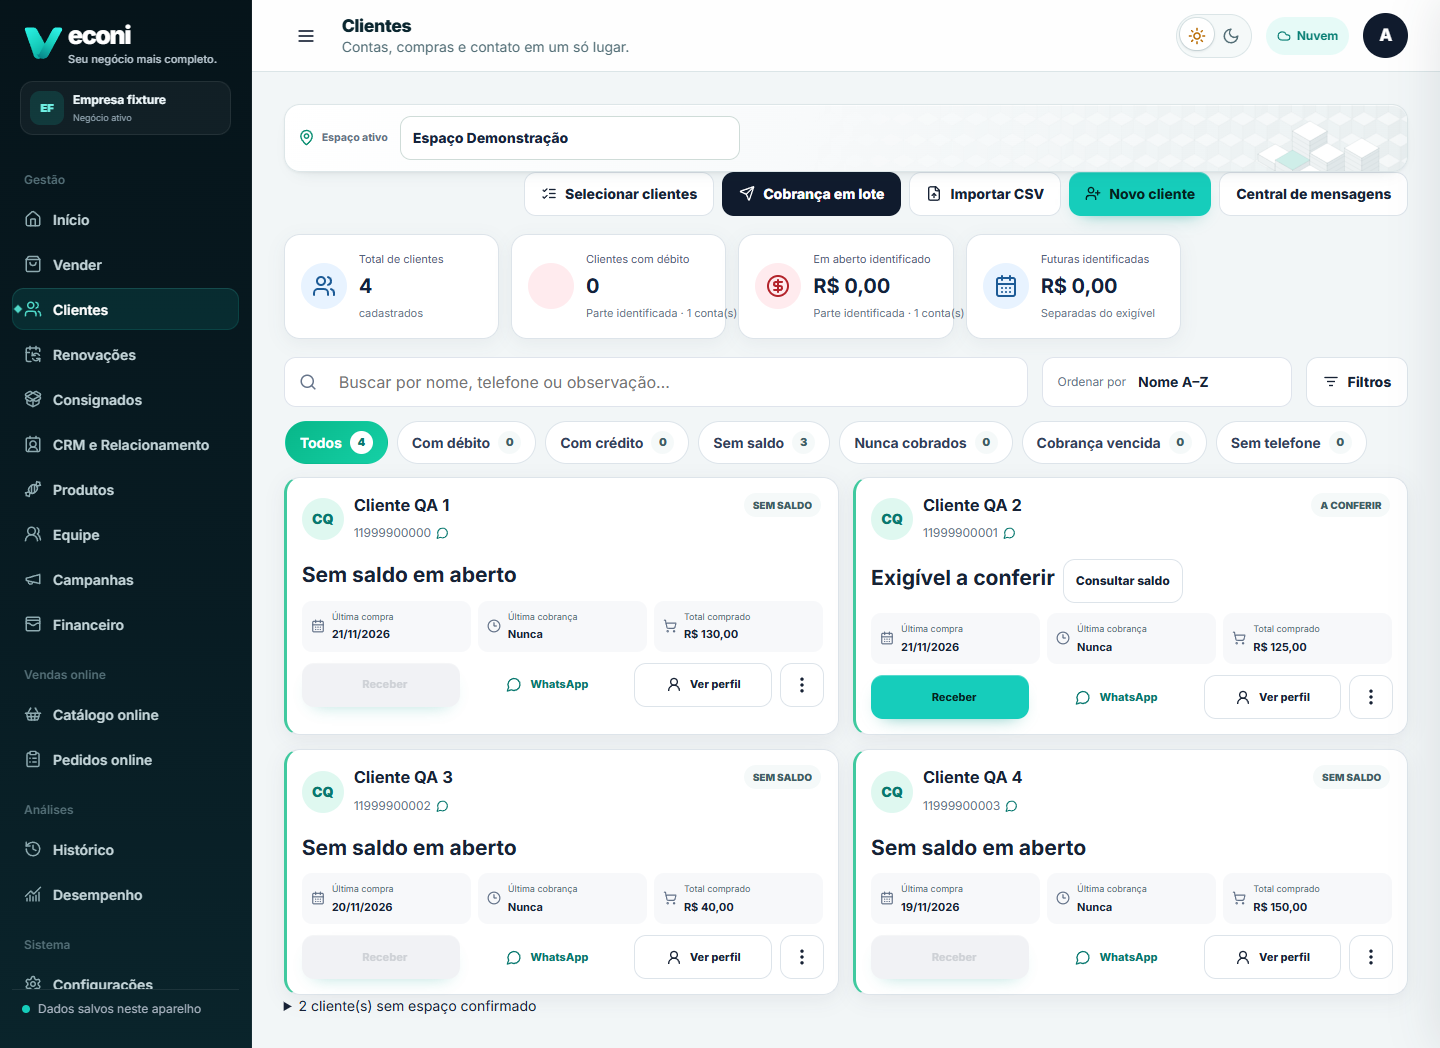 Veconi
Seu negócio mais completo.
EF
Empresa fixture
Negócio ativo
Gestão
Início
Vender
Clientes
Renovações
Consignados
CRM e Relacionamento
Produtos
Equipe
Campanhas
Financeiro
Vendas online
Catálogo online
Pedidos online
Análises
Histórico
Desempenho
Sistema
Configurações
Dados salvos neste aparelho
Clientes
Contas, compras e contato em um só lugar.
Nuvem
A
Espaço ativo
Espaço Demonstração
Selecionar clientes
Cobrança em lote
Importar CSV
Novo cliente
Central de mensagens
Total de clientes
4
cadastrados
Clientes com débito
0
Parte identificada · 1 conta(s)
Em aberto identificado
R$ 0,00
Parte identificada · 1 conta(s)
Futuras identificadas
R$ 0,00
Separadas do exigível
Buscar por nome, telefone ou observação...
Ordenar por Nome A–Z
Filtros
Todos 4
Com débito 0
Com crédito 0
Sem saldo 3
Nunca cobrados 0
Cobrança vencida 0
Sem telefone 0
CQ
Cliente QA 1
11999900000
SEM SALDO
Sem saldo em aberto
Última compra
21/11/2026
Última cobrança
Nunca
Total comprado
R$ 130,00
Receber
WhatsApp
Ver perfil
CQ
Cliente QA 2
11999900001
A CONFERIR
Exigível a conferir
Consultar saldo
Última compra
21/11/2026
Última cobrança
Nunca
Total comprado
R$ 125,00
Receber
WhatsApp
Ver perfil
CQ
Cliente QA 3
11999900002
SEM SALDO
Sem saldo em aberto
Última compra
20/11/2026
Última cobrança
Nunca
Total comprado
R$ 40,00
Receber
WhatsApp
Ver perfil
CQ
Cliente QA 4
11999900003
SEM SALDO
Sem saldo em aberto
Última compra
19/11/2026
Última cobrança
Nunca
Total comprado
R$ 150,00
Receber
WhatsApp
Ver perfil
2 cliente(s) sem espaço confirmado